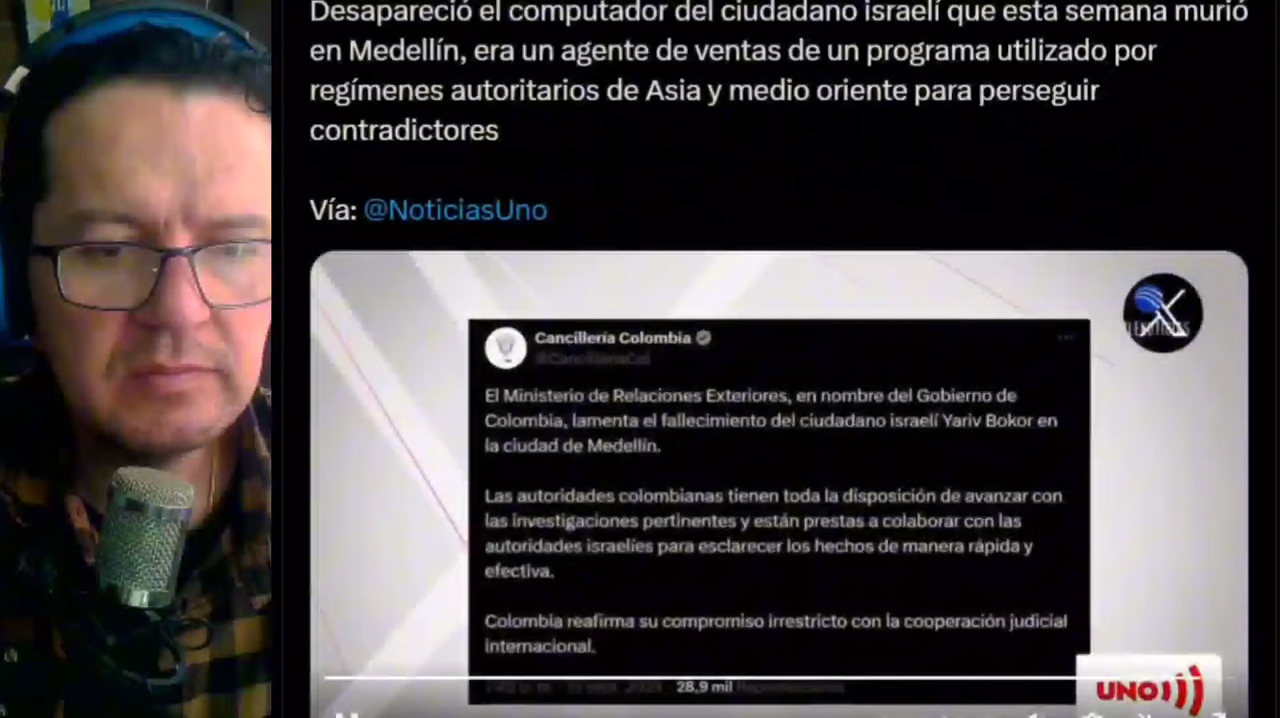 Desapareció el computador del ciudadano israelí que esta semana murió
en Medellín, era un agente de ventas de un programa utilizado por
regímenes autoritarios de Asia y medio oriente para perseguir
contradictores
Vía: @NoticiasUno
Cancillería Colombia
El Ministerio de Relaciones Exteriores, en nombre del Gobierno de
Colombia, lamenta el fallecimiento del ciudadano israelí Yariv Bokor en
la ciudad de Medellín.
Las autoridades colombianas tienen toda la disposición de avanzar con
las investigaciones pertinentes y están prestas a colaborar con las
autoridades israelíes para esclarecer los hechos de manera rápida y
efectiva.
Colombia reafirma su compromiso irrestricto con la cooperación judicial
internacional.
28,9 mil
UNO